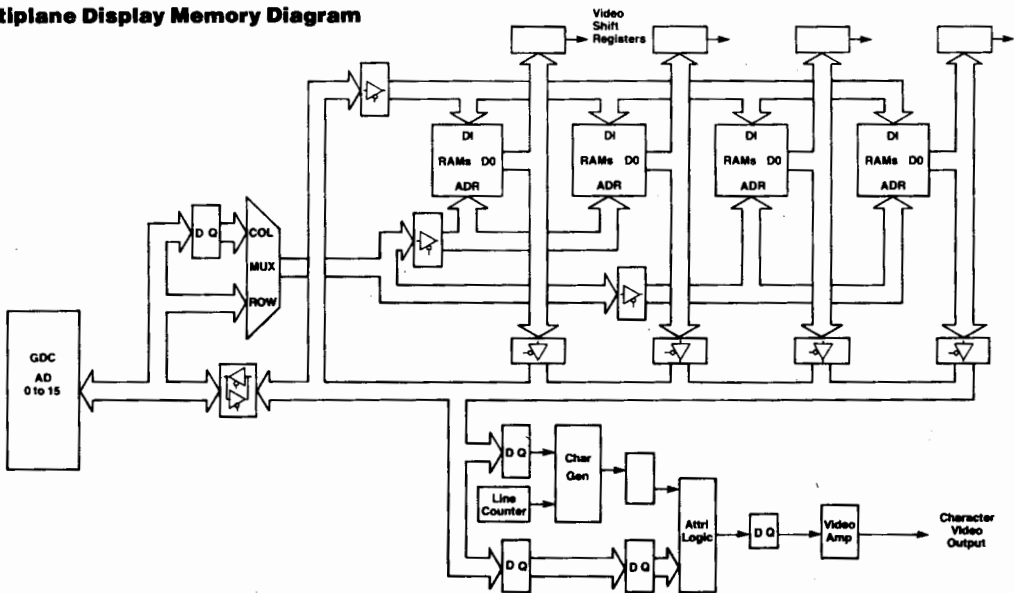 tiplane Display Memory Diagram
Video
Shift
Registers
DI
RAMs D0
ADR
DI
RAMs D0
ADR
DI
RAMs D0
ADR
DI
RAMs D0
ADR
D Q
COL
MUX
ROW
GDC
AD
0 to 15
D Q
Char
Gen
Line
Counter
Attri
Logic
D Q
Video
Amp
Character
Video
Output
D Q
D Q